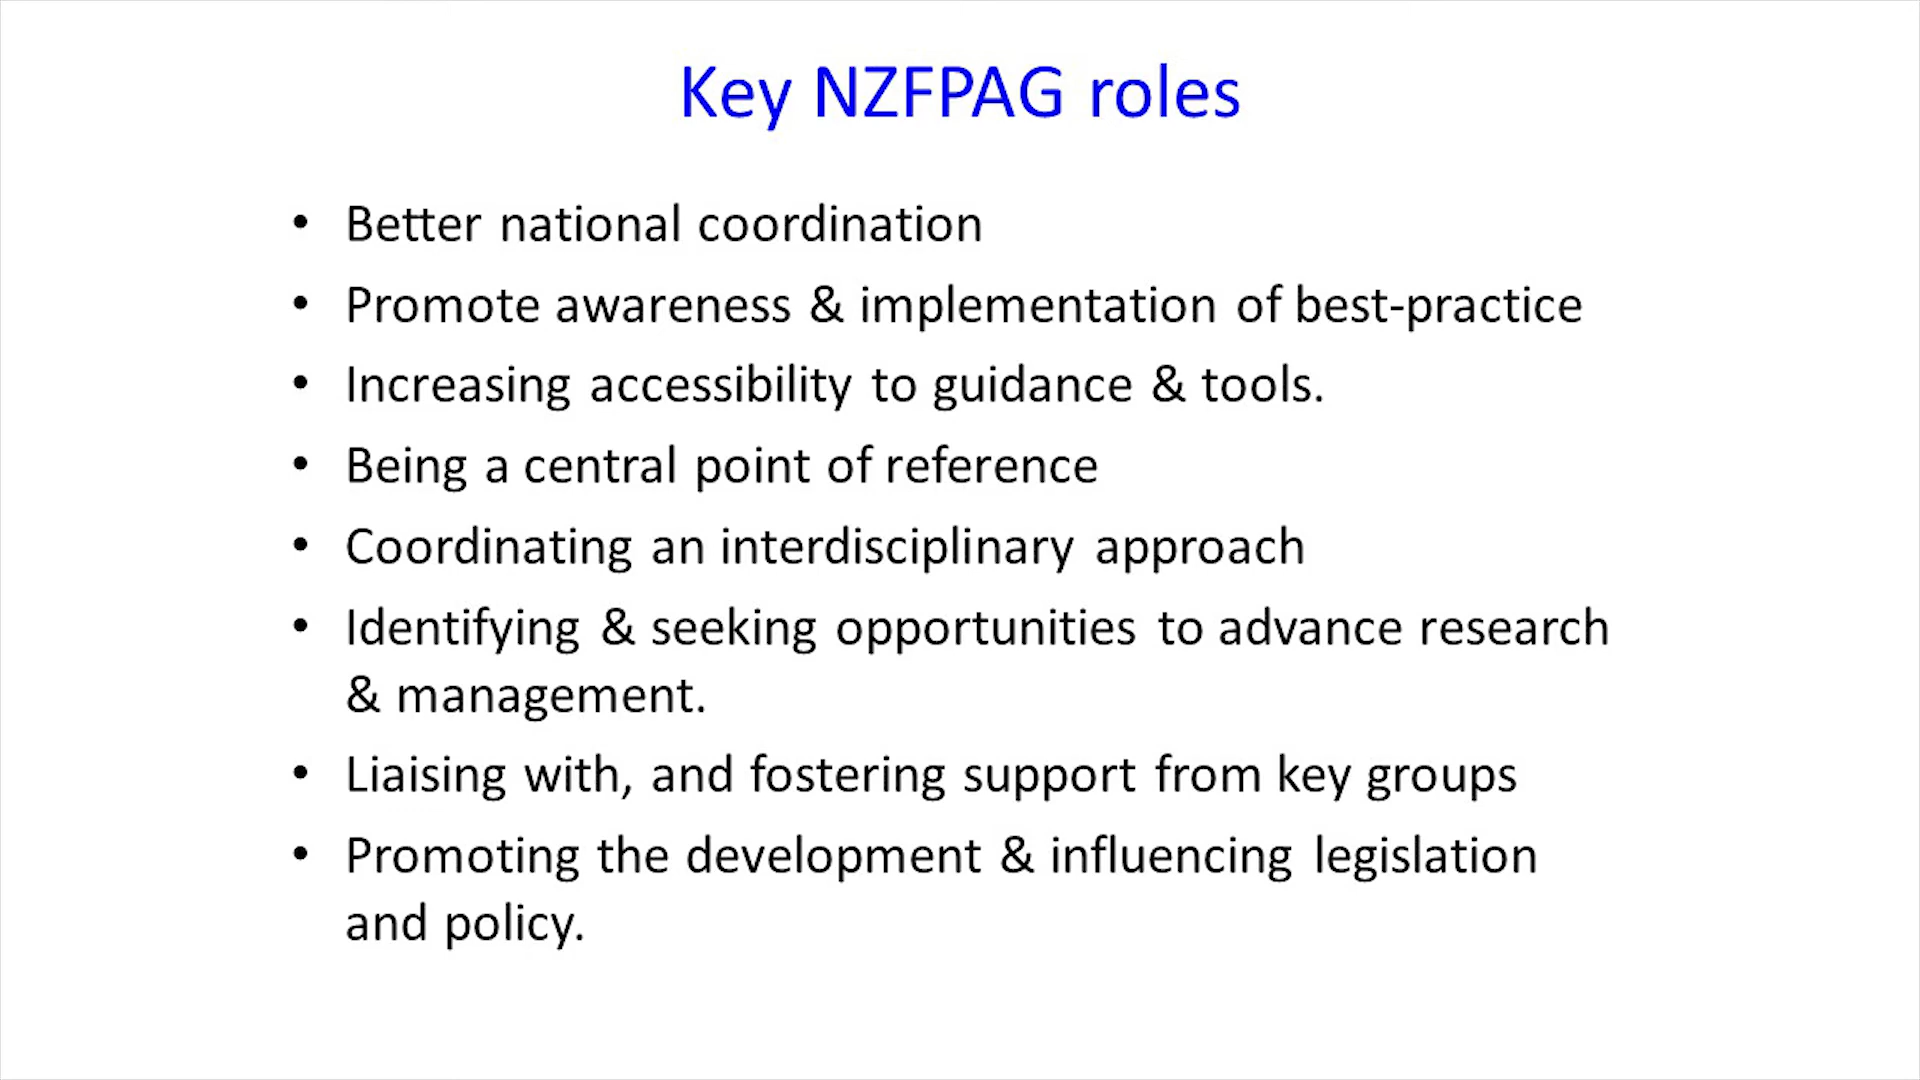 Key NZFPAG roles
• Better national coordination
• Promote awareness & implementation of best-practice
• Increasing accessibility to guidance & tools.
• Being a central point of reference
• Coordinating an interdisciplinary approach
• Identifying & seeking opportunities to advance research
& management.
• Liaising with, and fostering support from key groups
• Promoting the development & influencing legislation
and policy.